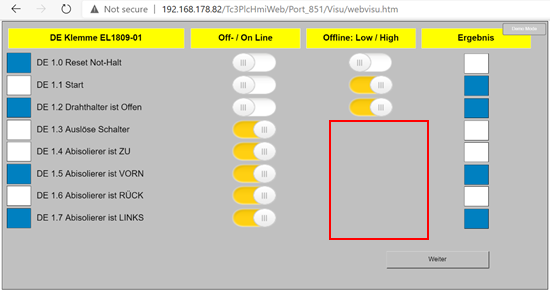 Not secure | 192.168.178.82/Tc3PlcHmiWeb/Port_851/Visu/webvisu.htm
DE Klemme EL1809-01 Off- / On Line Offline: Low / High Ergebnis
DE 1.0 Reset Not-Halt
DE 1.1 Start
DE 1.2 Drahthalter ist Offen
DE 1.3 Auslöse Schalter
DE 1.4 Abisolierer ist ZU
DE 1.5 Abisolierer ist VORN
DE 1.6 Abisolierer ist RÜCK
DE 1.7 Abisolierer ist LINKS
Weiter